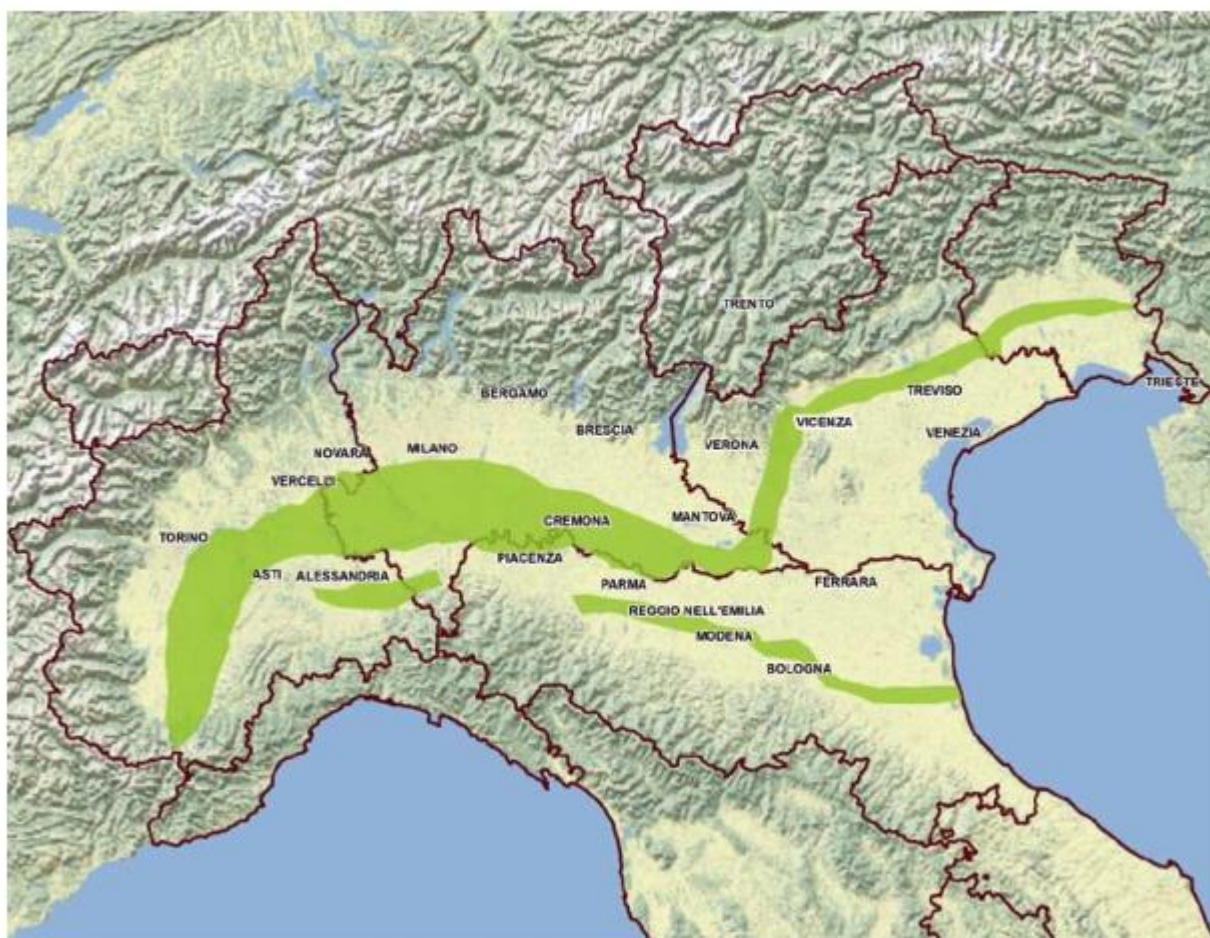 TRENTO
BERGAMO
TREVISO
TRIESTE
BRESCIA
VICENZA
VENEZIA
NOVARA
MILANO
VERONA
VERCELLI
TORINO
CREMONA
MANTOVA
PIACENZA
ASTI
ALESSANDRIA
PARMA
FERRARA
REGGIO NELL'EMILIA
MODENA
BOLOGNA